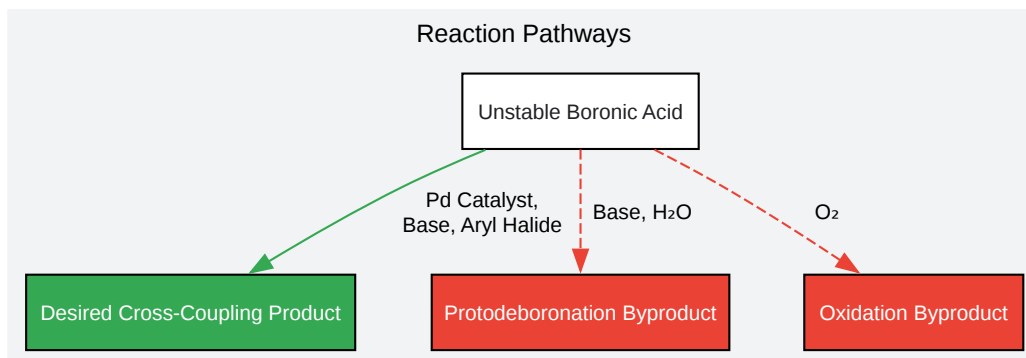 Reaction Pathways
Unstable Boronic Acid
Pd Catalyst,
Base, Aryl Halide
Base, H₂O
O₂
Desired Cross-Coupling Product
Protodeboronation Byproduct
Oxidation Byproduct